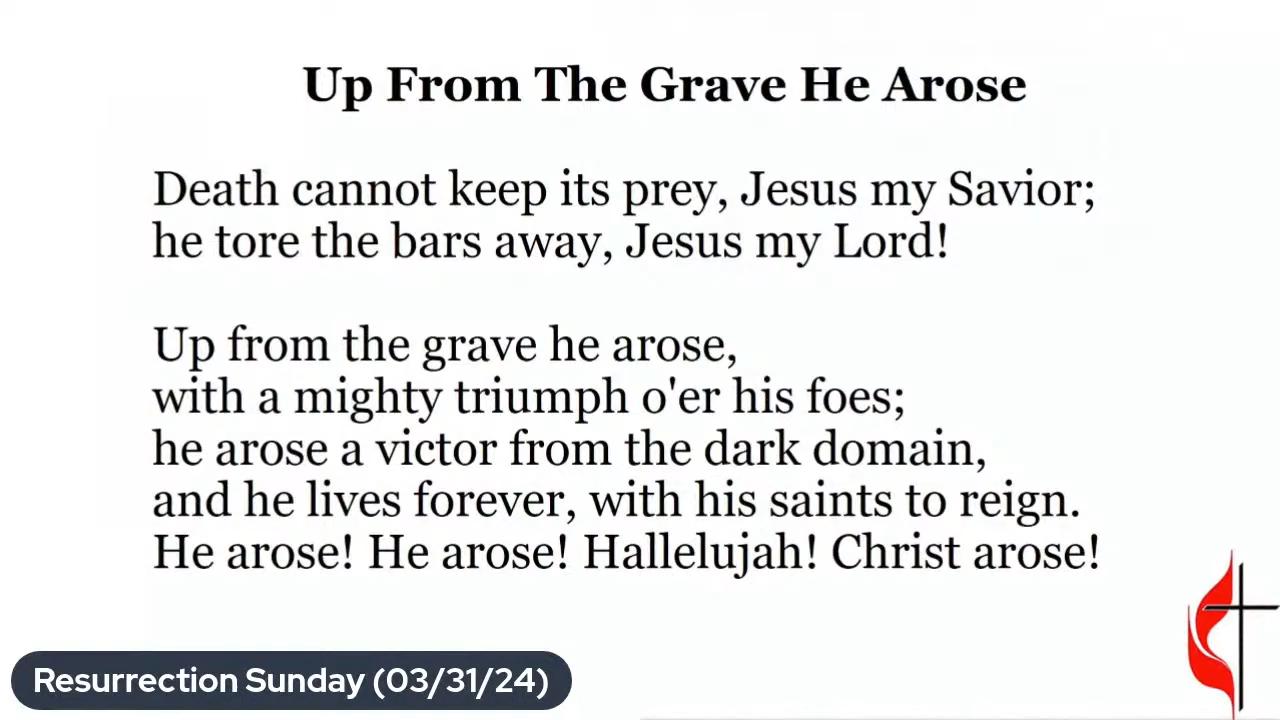 Up From The Grave He Arose
Death cannot keep its prey, Jesus my Savior;
he tore the bars away, Jesus my Lord!
Up from the grave he arose,
with a mighty triumph o'er his foes;
he arose a victor from the dark domain,
and he lives forever, with his saints to reign.
He arose! He arose! Hallelujah! Christ arose!
Resurrection Sunday (03/31/24)